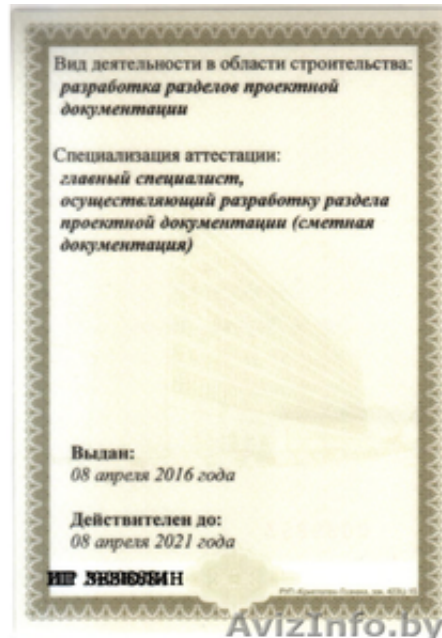 Вид деятельности в области строительства:
разработка разделов проектной
документации
Специализация аттестации:
главный специалист,
осуществляющий разработку раздела
проектной документации (сметная
документация)
Выдан:
08 апреля 2016 года
Действителен до:
08 апреля 2021 года
AvizInfo.by